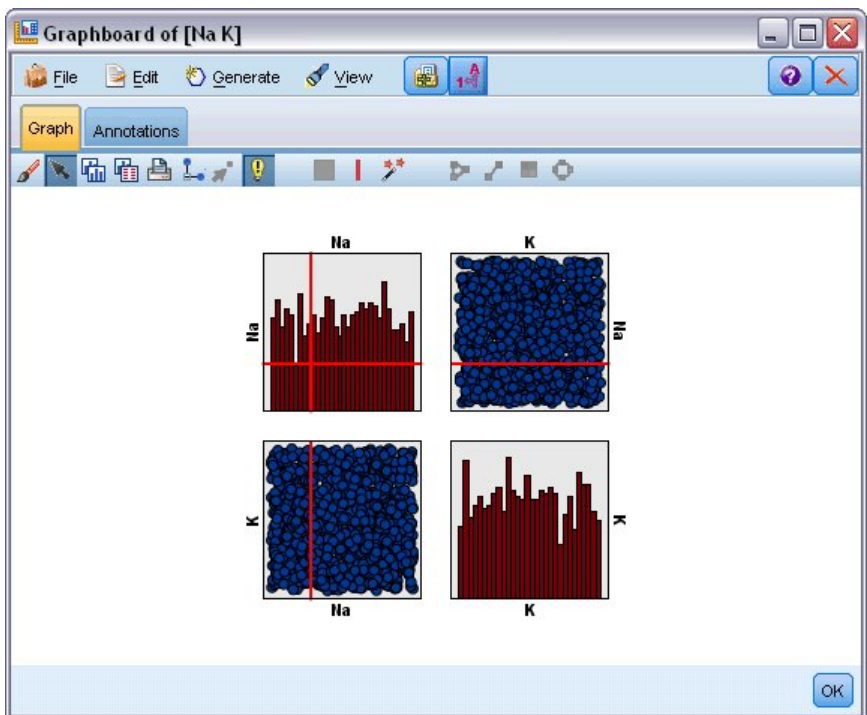 Graphboard of [Na K]
File Edit Generate View
Graph Annotations
Na K
Na Na
K K
Na K
OK